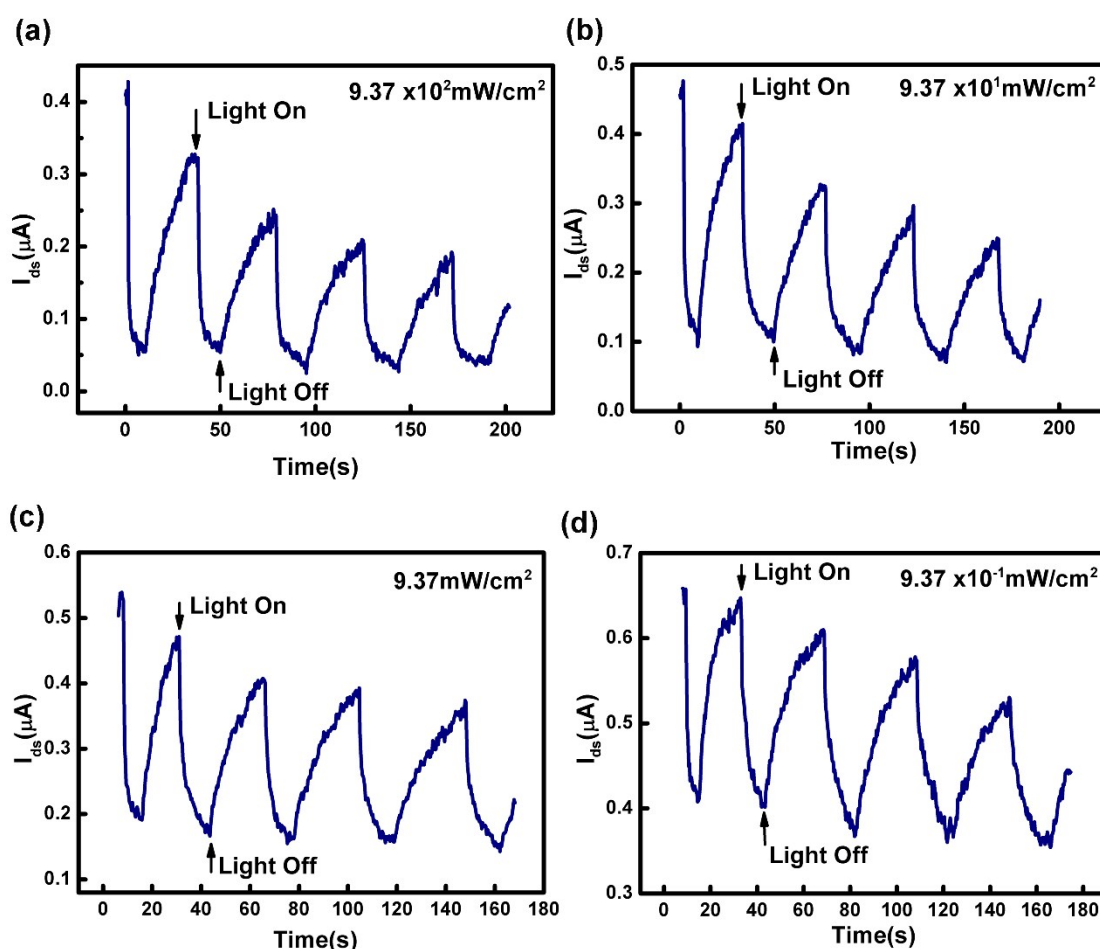 (a)
9.37 x10²mW/cm²
Light On
Light Off
I_ds(μA)
0.4
0.3
0.2
0.1
0.0
0 50 100 150 200
Time(s)
(b)
9.37 x10¹mW/cm²
Light On
Light Off
I_ds(μA)
0.5
0.4
0.3
0.2
0.1
0.0
0 50 100 150 200
Time(s)
(c)
9.37mW/cm²
Light On
Light Off
I_ds(μA)
0.6
0.5
0.4
0.3
0.2
0.1
0 20 40 60 80 100 120 140 160 180
Time(s)
(d)
9.37 x10⁻¹mW/cm²
Light On
Light Off
I_ds(μA)
0.7
0.6
0.5
0.4
0.3
0 20 40 60 80 100 120 140 160 180
Time(s)